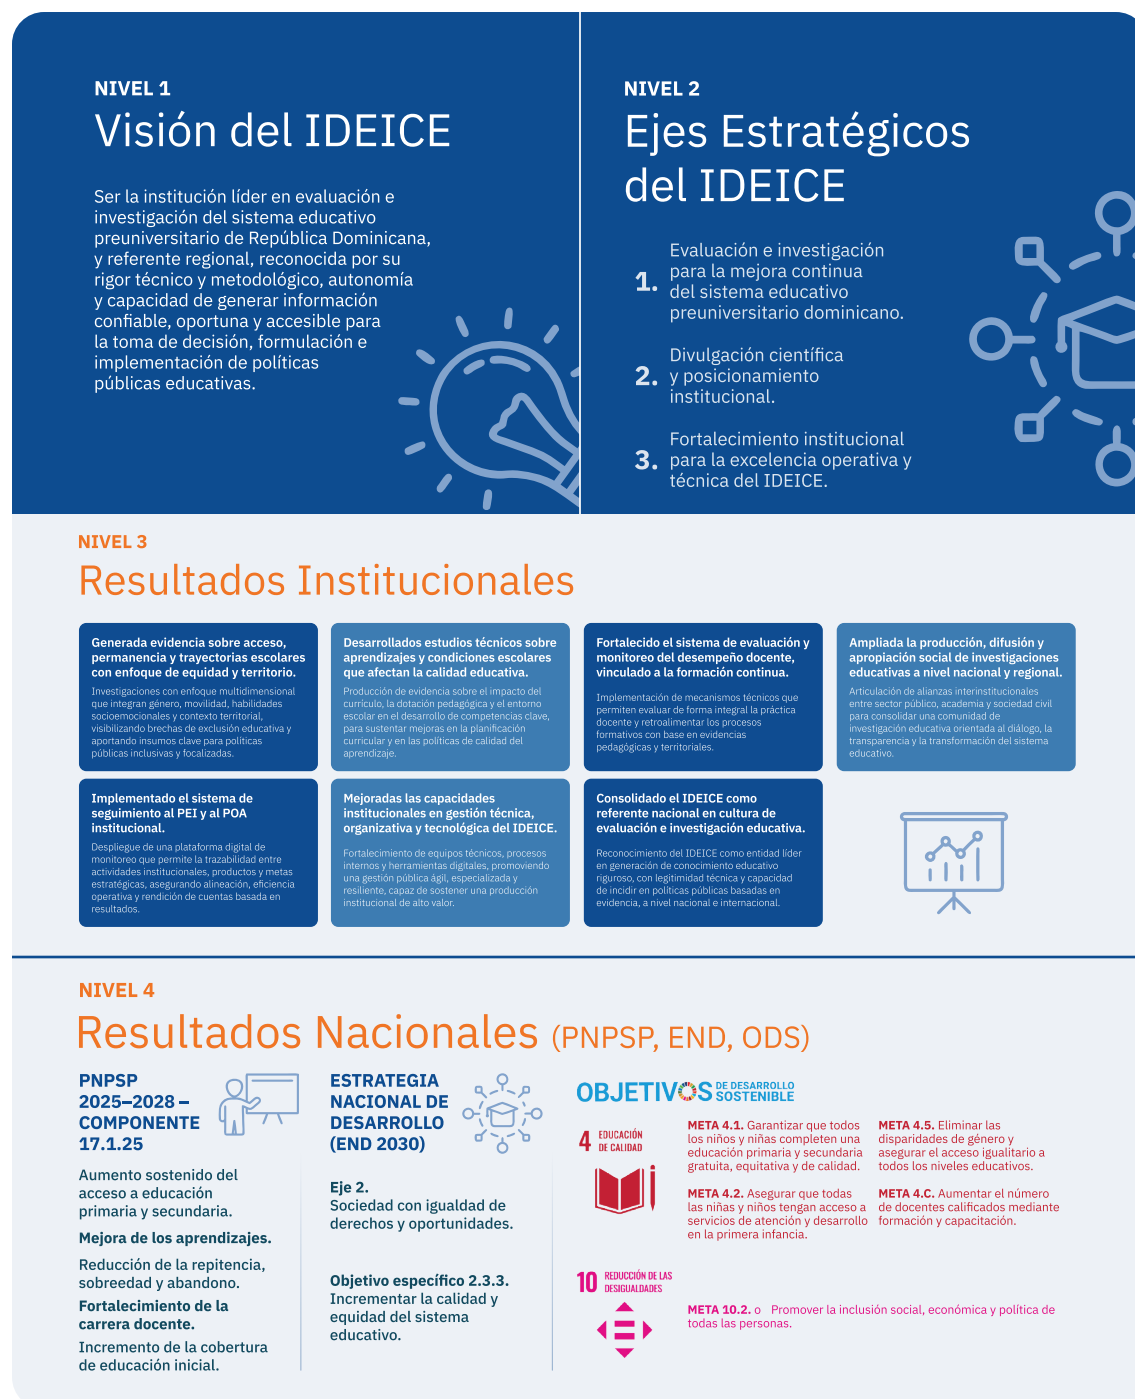 NIVEL 1
Visión del IDEICE
Ser la institución líder en evaluación e
investigación del sistema educativo
preuniversitario de República Dominicana,
y referente regional, reconocida por su
rigor técnico y metodológico, autonomía
y capacidad de generar información
confiable, oportuna y accesible para
la toma de decisión, formulación e
implementación de políticas
públicas educativas.
NIVEL 2
Ejes Estratégicos
del IDEICE
1.
Evaluación e investigación
para la mejora continua
del sistema educativo
preuniversitario dominicano.
2.
Divulgación científica
y posicionamiento
institucional.
3.
Fortalecimiento institucional
para la excelencia operativa y
técnica del IDEICE.
NIVEL 3
Resultados Institucionales
Generada evidencia sobre acceso,
permanencia y trayectorias escolares
con enfoque de equidad y territorio.
Investigaciones con enfoque multidimensional
que integran género, movilidad, habilidades
socioemocionales y contexto territorial,
visibilizando brechas de exclusión educativa y
aportando insumos clave para políticas
públicas inclusivas y focalizadas.
Desarrollados estudios técnicos sobre
aprendizajes y condiciones escolares
que afectan la calidad educativa.
Producción de evidencia sobre el impacto del
currículo, la dotación pedagógica y el entorno
escolar en el desarrollo de competencias clave,
para sustentar mejoras en la planificación
curricular y en las políticas de calidad del
aprendizaje.
Fortalecido el sistema de evaluación y
monitoreo del desempeño docente,
vinculado a la formación continua.
Implementación de mecanismos técnicos que
permiten evaluar de forma integral la práctica
docente y retroalimentar los procesos
formativos con base en evidencias
pedagógicas y territoriales.
Ampliada la producción, difusión y
apropiación social de investigaciones
educativas a nivel nacional y regional.
Articulación de alianzas interinstitucionales
entre sector público, academia y sociedad civil
para consolidar una comunidad de
investigación educativa orientada al diálogo, la
transparencia y la transformación del sistema
educativo.
Implementado el sistema de
seguimiento al PEI y al POA
institucional.
Despliegue de una plataforma digital de
monitoreo que permite la trazabilidad entre
actividades institucionales, productos y metas
estratégicas, asegurando alineación, eficiencia
operativa y rendición de cuentas basada en
resultados.
Mejoradas las capacidades
institucionales en gestión técnica,
organizativa y tecnológica del IDEICE.
Fortalecimiento de equipos técnicos, procesos
internos y herramientas digitales, promoviendo
una gestión pública ágil, especializada y
resiliente, capaz de sostener una producción
institucional de alto valor.
Consolidado el IDEICE como
referente nacional en cultura de
evaluación e investigación educativa.
Reconocimiento del IDEICE como entidad líder
en generación de conocimiento educativo
riguroso, con legitimidad técnica y capacidad
de incidir en políticas públicas basadas en
evidencia, a nivel nacional e internacional.
NIVEL 4
Resultados Nacionales (PNPSP, END, ODS)
PNPSP
2025–2028 –
COMPONENTE
17.1.25
Aumento sostenido del
acceso a educación
primaria y secundaria.
Mejora de los aprendizajes.
Reducción de la repitencia,
sobreedad y abandono.
Fortalecimiento de la
carrera docente.
Incremento de la cobertura
de educación inicial.
ESTRATEGIA
NACIONAL DE
DESARROLLO
(END 2030)
Eje 2.
Sociedad con igualdad de
derechos y oportunidades.
Objetivo específico 2.3.3.
Incrementar la calidad y
equidad del sistema
educativo.
OBJETIVOS DE DESARROLLO
SOSTENIBLE
4 EDUCACIÓN
DE CALIDAD
META 4.1. Garantizar que todos
los niños y niñas completen una
educación primaria y secundaria
gratuita, equitativa y de calidad.
META 4.2. Asegurar que todas
las niñas y niños tengan acceso a
servicios de atención y desarrollo
en la primera infancia.
META 4.5. Eliminar las
disparidades de género y
asegurar el acceso igualitario a
todos los niveles educativos.
META 4.C. Aumentar el número
de docentes calificados mediante
formación y capacitación.
10 REDUCCIÓN DE LAS
DESIGUALDADES
META 10.2. o Promover la inclusión social, económica y política de
todas las personas.